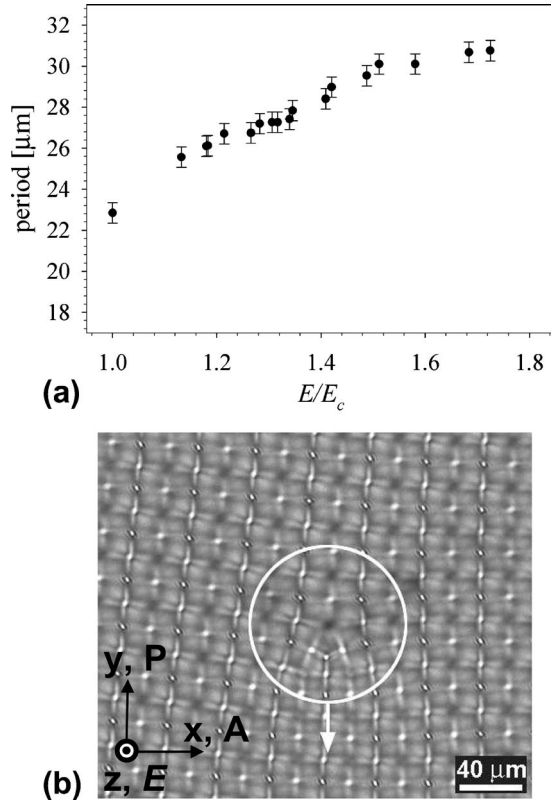 32
30
28
26
24
22
20
18
period [μm]
1.0 1.2 1.4 1.6 1.8
(a) E/Ec
y, P
x, A
z, E
40 μm
(b)